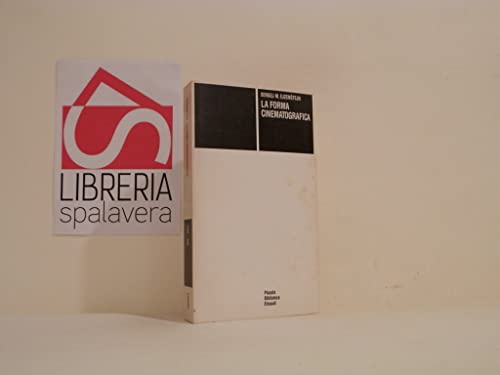 LIBRERIA
spalavera
SERGEJ M. EJZENŠTEJN
LA FORMA
CINEMATOGRAFICA
Piccola
Biblioteca
Einaudi